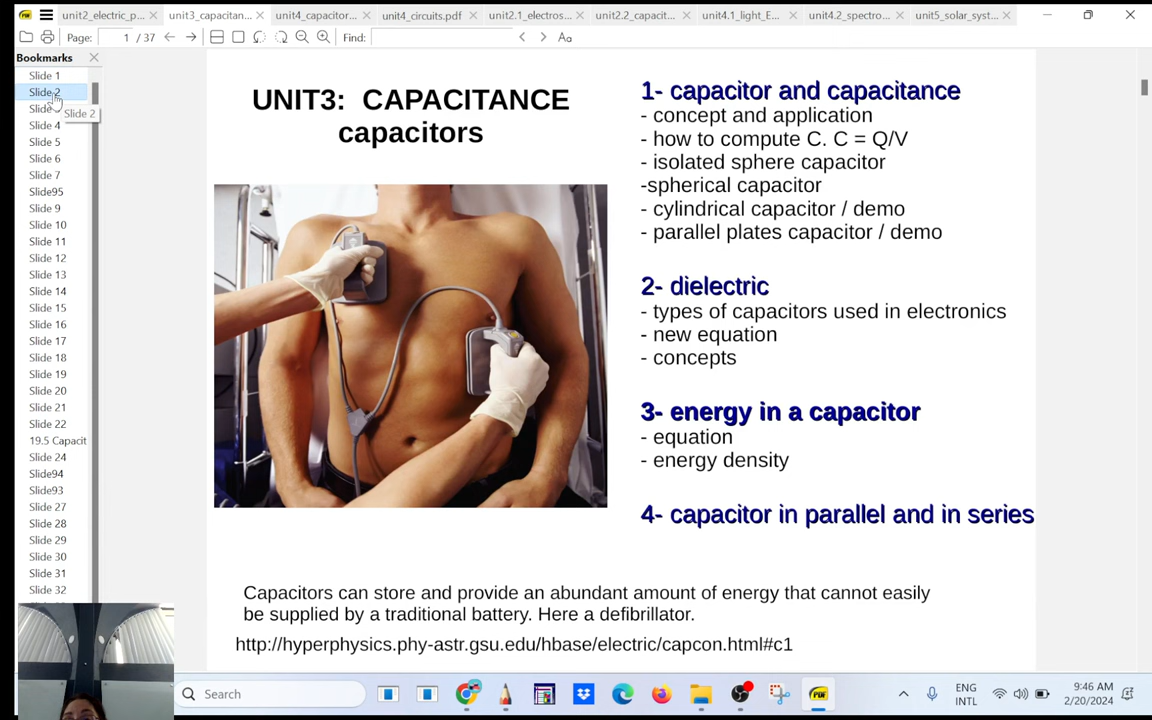 unit2_electric_p...
unit3_capacitan...
unit4_capacitor...
unit4_circuits.pdf
unit2.1_electros...
unit2.2_capacit...
unit4.1_light_E...
unit4.2_spectro...
unit5_solar_syst...
Page: 1 / 37
Find:
Aa
Bookmarks
Slide 1
Slide 2
Slide 2
Slide 4
Slide 5
Slide 6
Slide 7
Slide95
Slide 9
Slide 10
Slide 11
Slide 12
Slide 13
Slide 14
Slide 15
Slide 16
Slide 17
Slide 18
Slide 19
Slide 20
Slide 21
Slide 22
19.5 Capacit
Slide 24
Slide94
Slide93
Slide 27
Slide 28
Slide 29
Slide 30
Slide 31
Slide 32
UNIT3: CAPACITANCE
capacitors
1- capacitor and capacitance
- concept and application
- how to compute C. C = Q/V
- isolated sphere capacitor
-spherical capacitor
- cylindrical capacitor / demo
- parallel plates capacitor / demo
2- dielectric
- types of capacitors used in electronics
- new equation
- concepts
3- energy in a capacitor
- equation
- energy density
4- capacitor in parallel and in series
Capacitors can store and provide an abundant amount of energy that cannot easily
be supplied by a traditional battery. Here a defibrillator.
http://hyperphysics.phy-astr.gsu.edu/hbase/electric/capcon.html#c1
Search
PDF
ENG
INTL
9:46 AM
2/20/2024